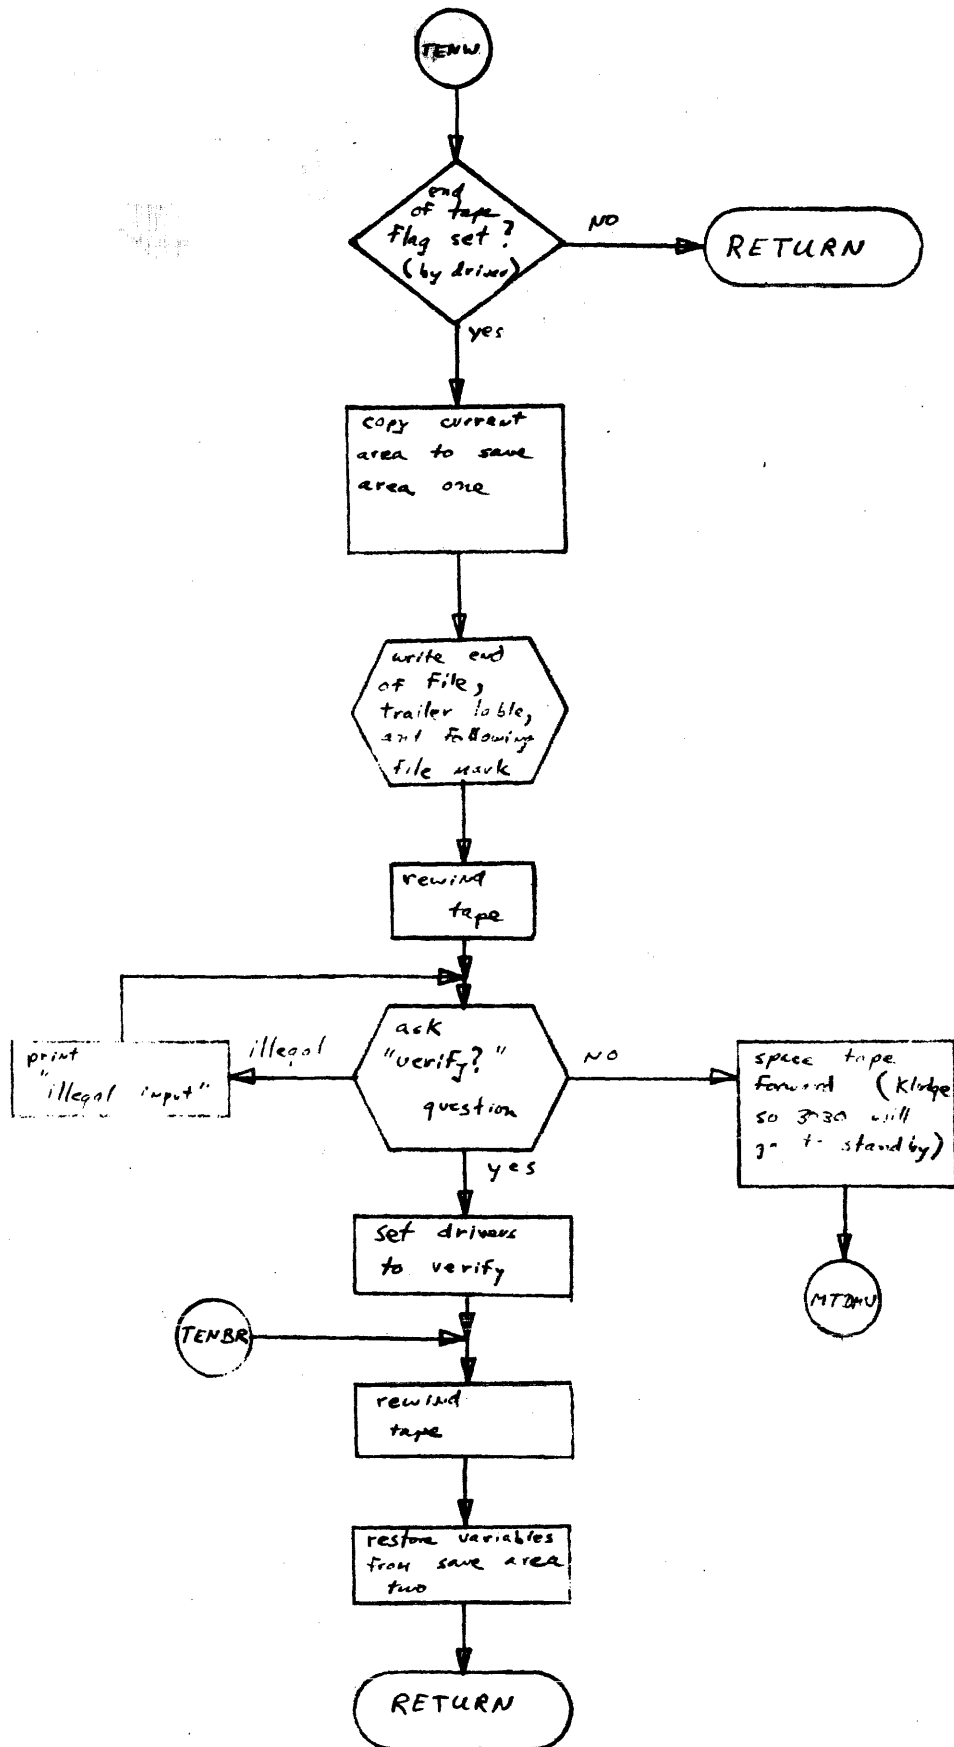 TENW
end
of tape
flag set?
(by driver)
NO
RETURN
yes
copy current
area to save
area one
write end
of file,
trailer lable,
and following
file mark
rewind
tape
ask
"verify?"
question
illegal
print
"illegal input"
NO
space tape
forward (Kludge
so 3030 will
go to standby)
MTDMV
yes
set drivers
to verify
TENBR
rewind
tape
restore variables
from save area
two
RETURN